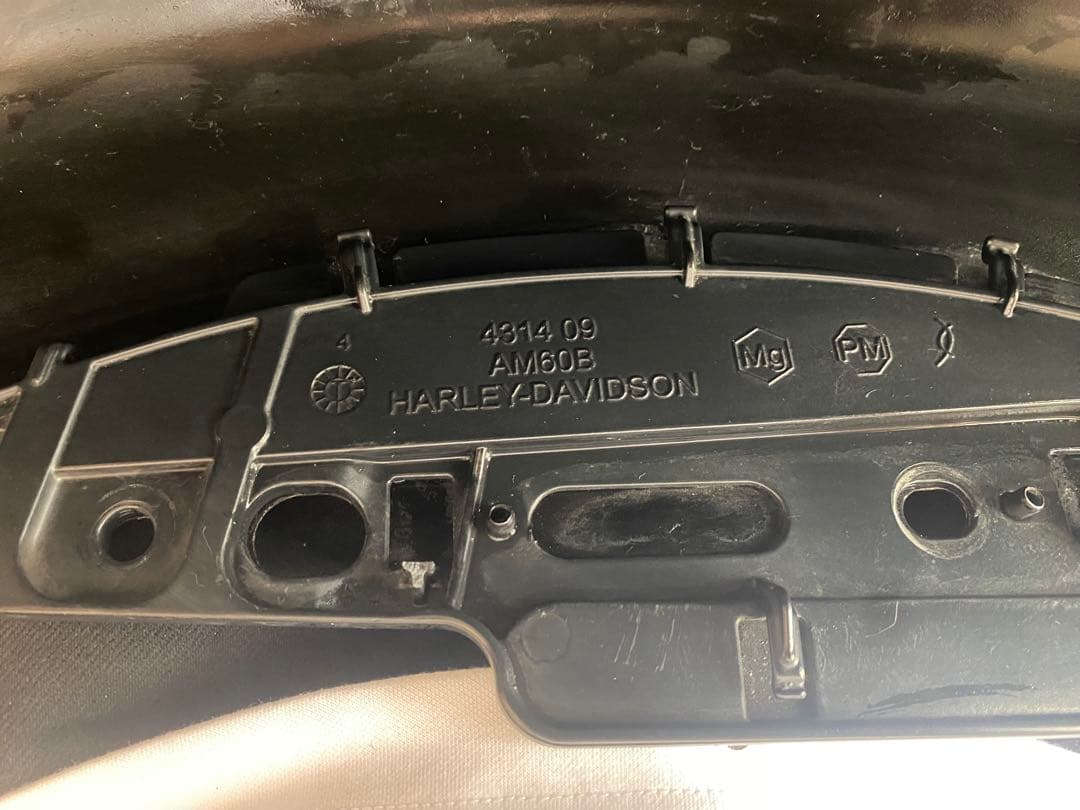 4
4314 09
AM60B
HARLEY-DAVIDSON
Mg
PM